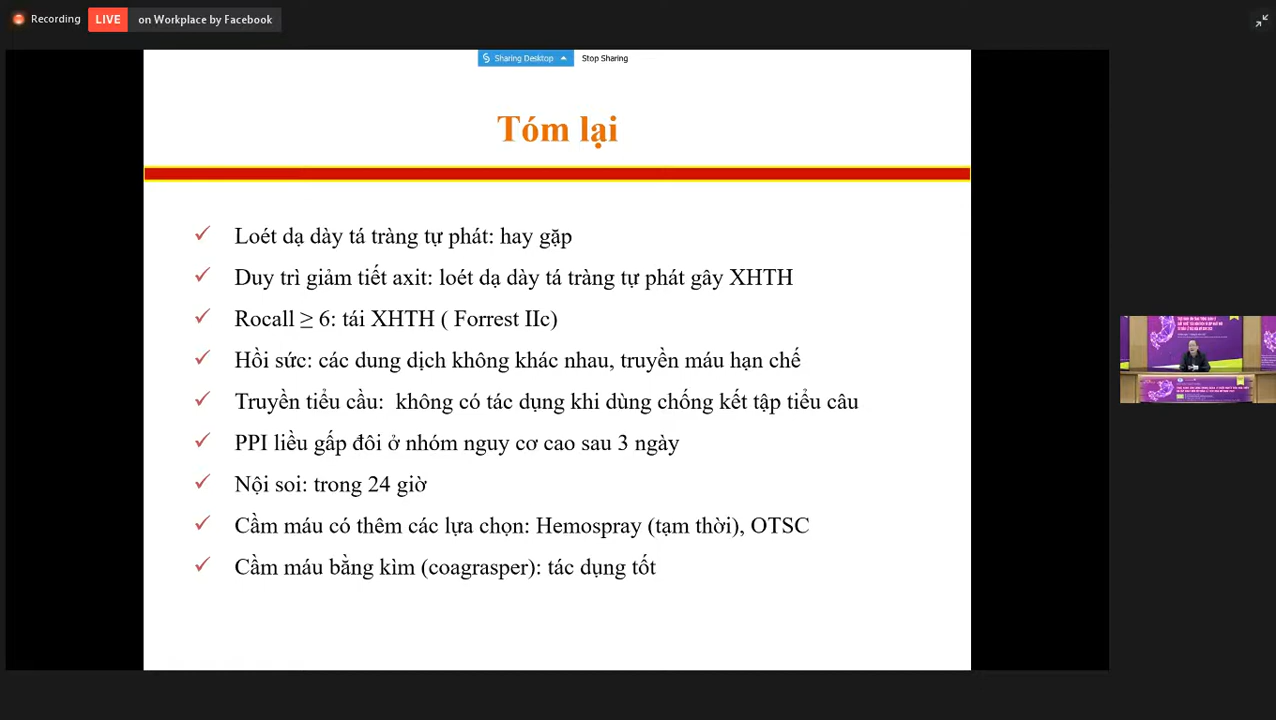 Recording
LIVE on Workplace by Facebook
Sharing Desktop Stop Sharing
Tóm lại
Loét dạ dày tá tràng tự phát: hay gặp
Duy trì giảm tiết axit: loét dạ dày tá tràng tự phát gây XHTH
Rocall ≥ 6: tái XHTH ( Forrest IIc)
Hồi sức: các dung dịch không khác nhau, truyền máu hạn chế
Truyền tiểu cầu: không có tác dụng khi dùng chống kết tập tiểu câu
PPI liều gấp đôi ở nhóm nguy cơ cao sau 3 ngày
Nội soi: trong 24 giờ
Cầm máu có thêm các lựa chọn: Hemospray (tạm thời), OTSC
Cầm máu bằng kìm (coagrasper): tác dụng tốt